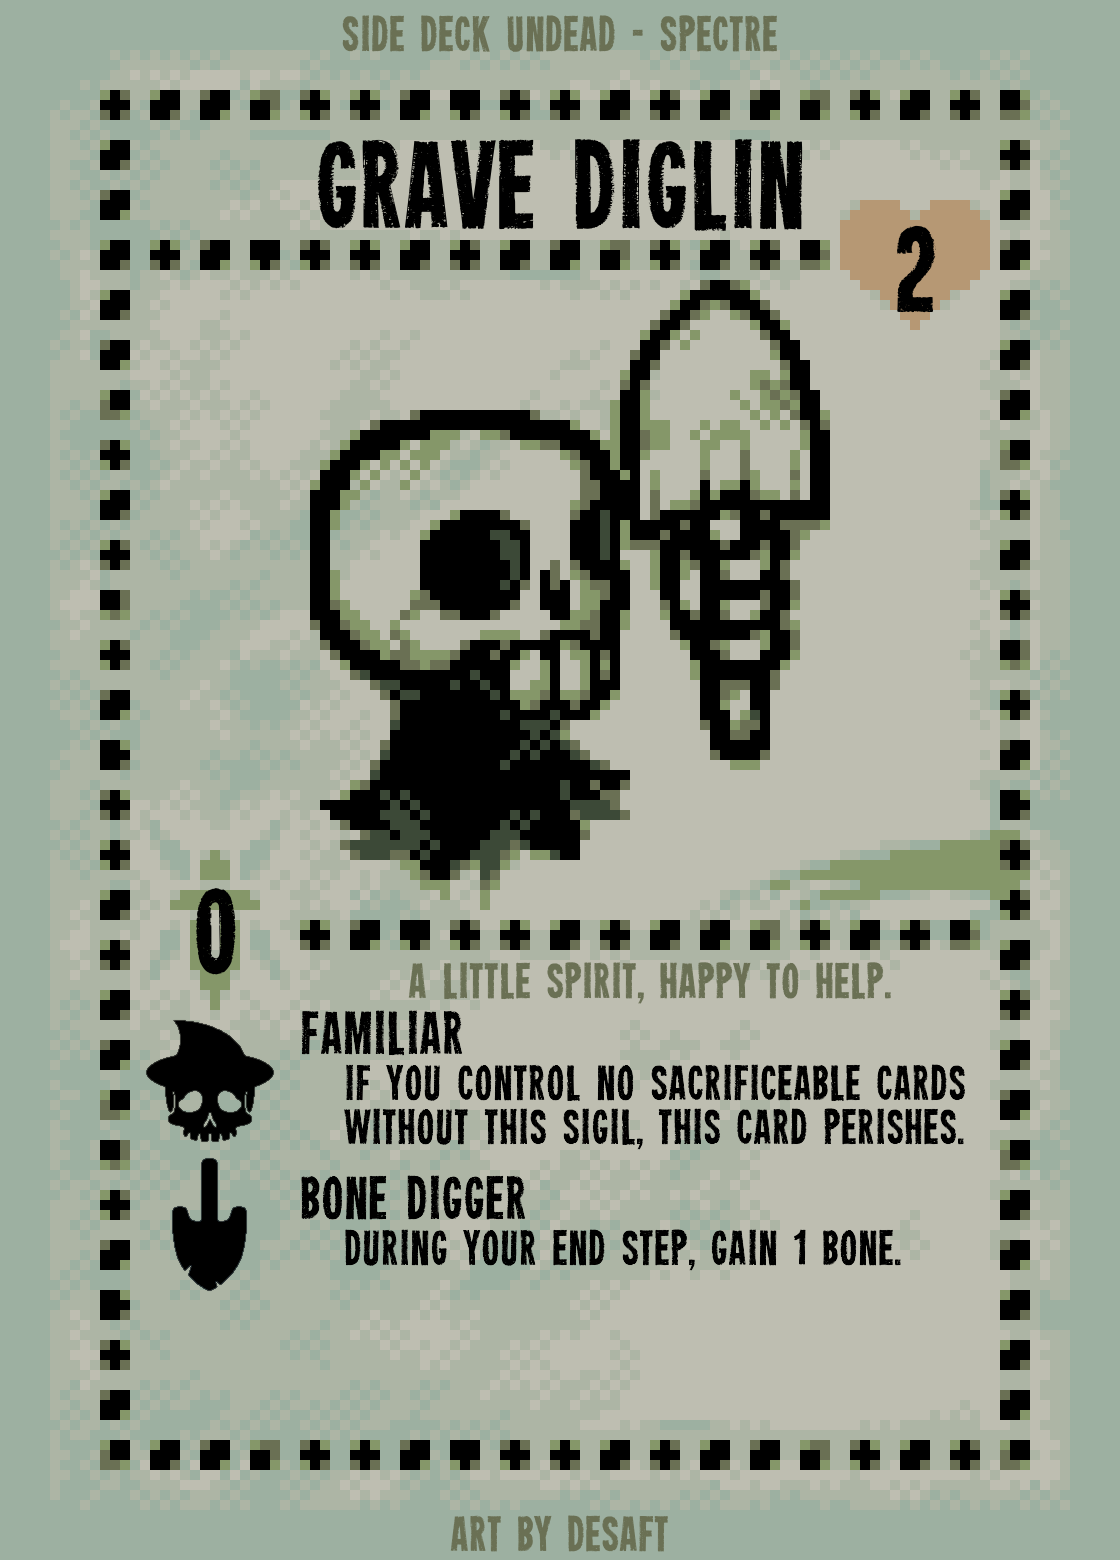 SIDE DECK UNDEAD - SPECTRE
GRAVE DIGLIN
2
0
A LITTLE SPIRIT, HAPPY TO HELP.
FAMILIAR
IF YOU CONTROL NO SACRIFICEABLE CARDS
WITHOUT THIS SIGIL, THIS CARD PERISHES.
BONE DIGGER
DURING YOUR END STEP, GAIN 1 BONE.
ART BY DESAFT